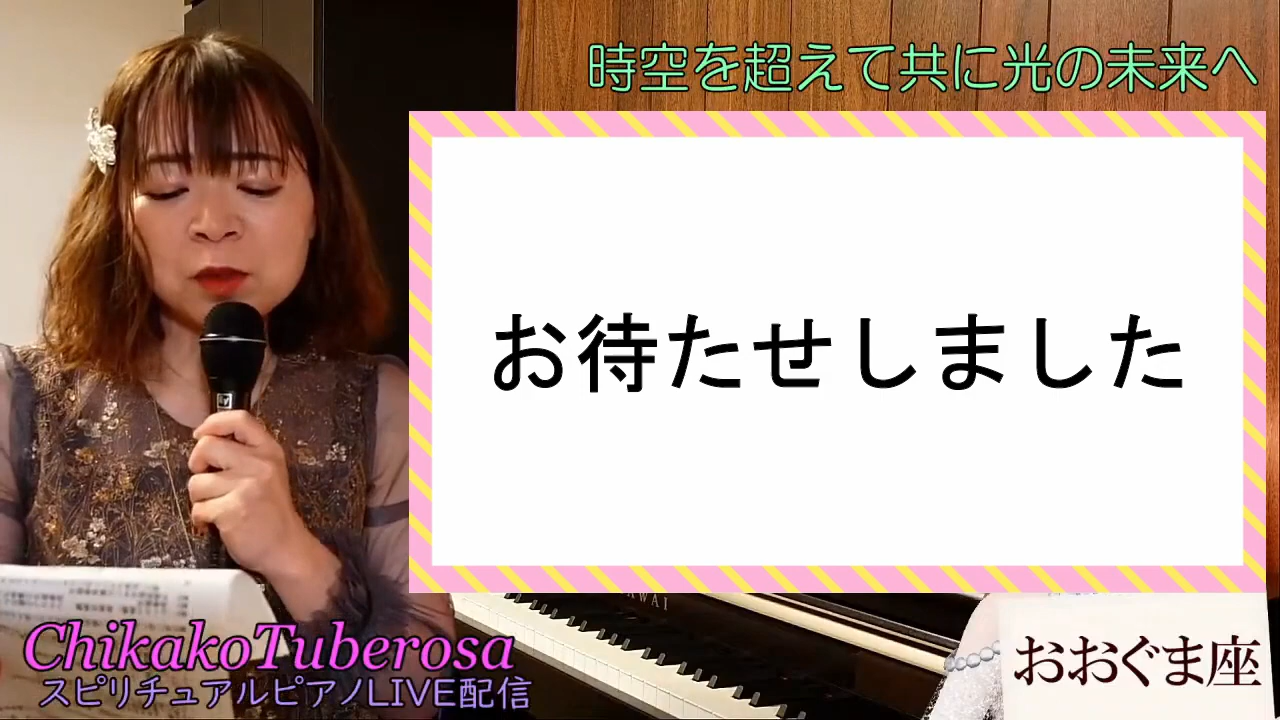 時空を超えて共に光の未来へ
お待たせしました
WAI
ChikakoTuberosa
スピリチュアルピアノLIVE配信
おおぐま座